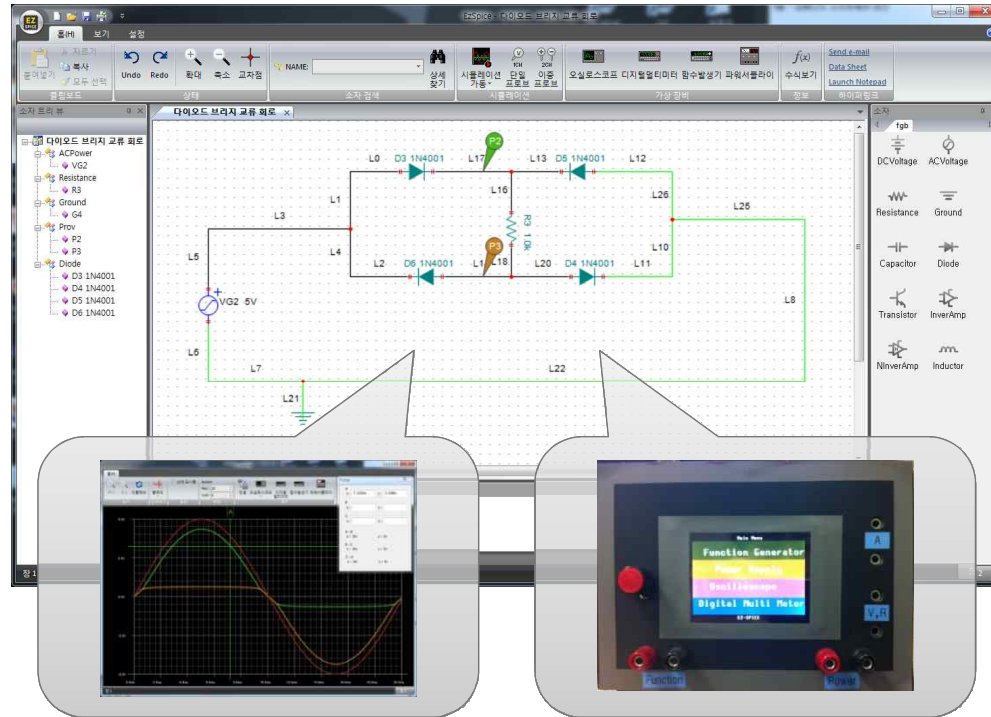 EZ SPICE
EzSpice - 다이오드 브리지 교류 회로
홈(H) 보기 설정
붙여넣기
자르기
복사
모두 선택
클립보드
Undo Redo 확대 축소 교차점
상태
NAME:
상세 찾기
소자 검색
시뮬레이션 가동
1CH 단일 프로브
2CH 이중 프로브
시뮬레이션
오실로스코프 디지털멀티미터 함수발생기 파워서플라이
가상 장비
f(x)
수식보기
정보
Send e-mail
Data Sheet
Launch Notepad
하이퍼링크
소자 트리 뷰
다이오드 브리지 교류 회로
ACPower
VG2
Resistance
R3
Ground
G4
Prov
P2
P3
Diode
D3 1N4001
D4 1N4001
D5 1N4001
D6 1N4001
다이오드 브리지 교류 회로
P2
L0 D3 1N4001 L17 L13 D5 1N4001 L12
L1 L16 L26
L3 L25
R3 1.0k
L4 P3 L10
L5 L2 D6 1N4001 L1 L18 L20 D4 1N4001 L11
VG2 5V L8
L6 L7 L22
L21
소자
fgb
DCVoltage ACVoltage
Resistance Ground
Capacitor Diode
Transistor InverAmp
NInverAmp Inductor
Main Menu
Function Generator
Power Supply
Oscilloscope
Digital Multi Meter
EZ-SPICE
A
V,R
Function
Power